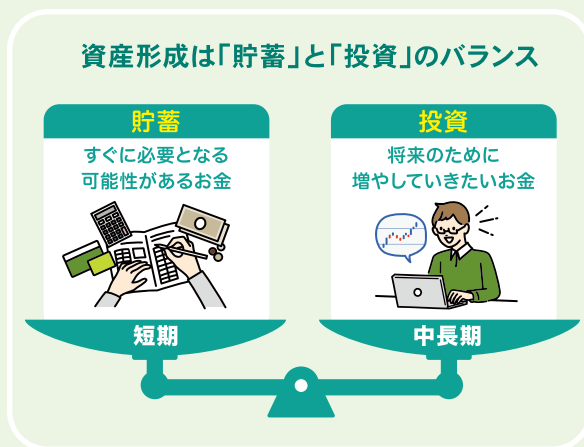 資産形成は「貯蓄」と「投資」のバランス
貯蓄
すぐに必要となる
可能性があるお金
短期
投資
将来のために
増やしていきたいお金
中長期